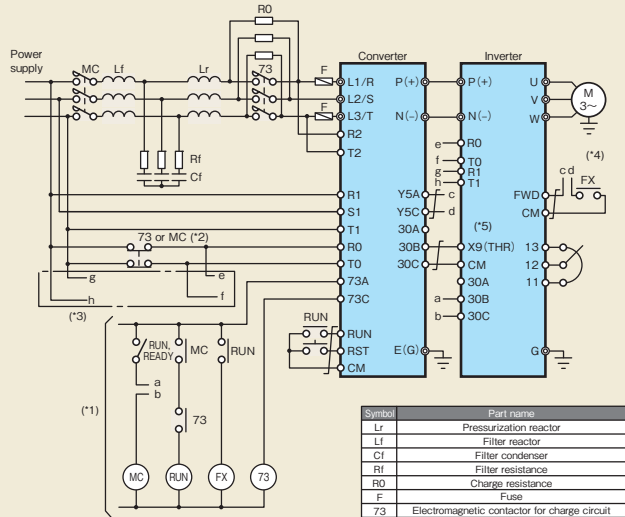 R0
Power
supply
MC
Lf
Lr
73
F
F
Converter
Inverter
L1/R
L2/S
L3/T
R2
T2
P(+)
N(-)
P(+)
N(-)
U
V
W
M
3~
Rf
Cf
e
f
g
h
R0
T0
R1
T1
(*4)
c d
FX
FWD
CM
R1
S1
T1
R0
T0
73A
73C
Y5A
Y5C
30A
30B
30C
c
d
(*5)
X9(THR)
CM
30A
30B
30C
a
b
13
12
11
73 or MC (*2)
g
h
e
f
(*3)
RUN
RUN
RST
CM
E(G)
G
RUN,
READY
MC
RUN
a
b
73
(*1)
MC
RUN
FX
73
Symbol Part name
Lr Pressurization reactor
Lf Filter reactor
Cf Filter condenser
Rf Filter resistance
R0 Charge resistance
F Fuse
73 Electromagnetic contactor for charge circuit